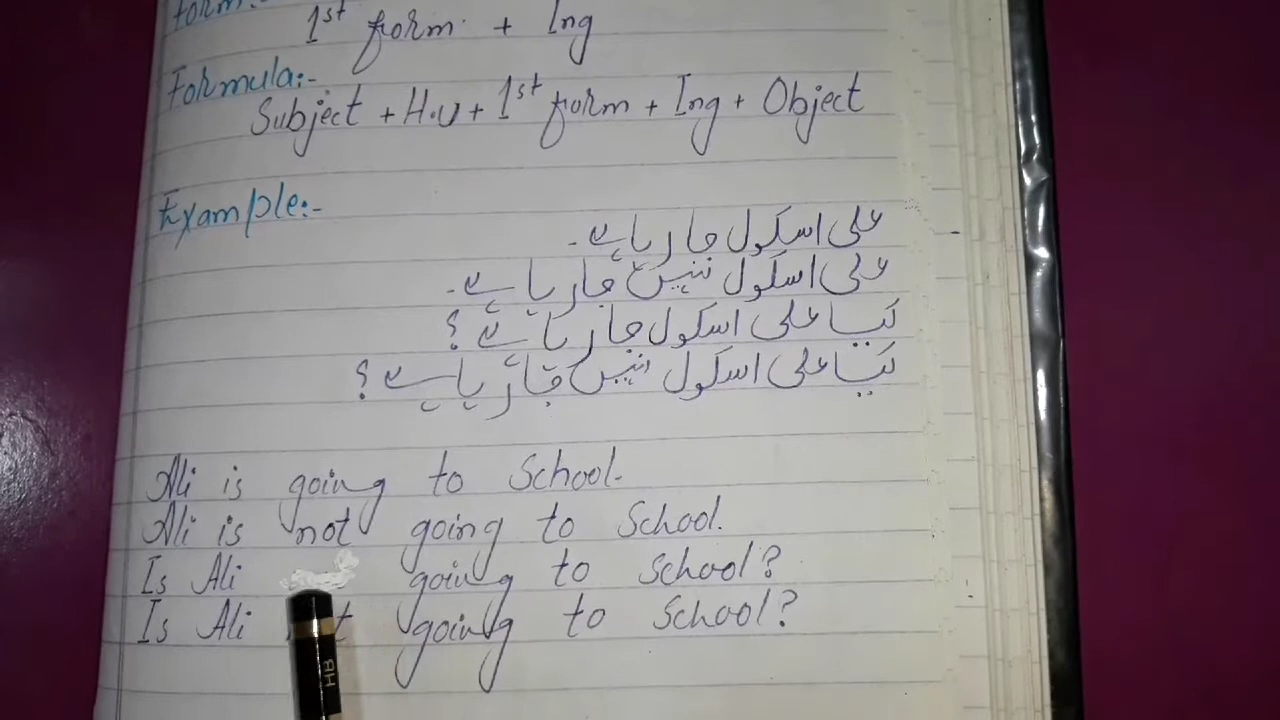 Form:-
1st form + Ing
Formula:-
Subject + H.V + 1st form + Ing + Object
Example:-
علی اسکول جا رہا ہے۔
علی اسکول نہیں جا رہا ہے۔
کیا علی اسکول جا رہا ہے ؟
کیا علی اسکول نہیں جا رہا ہے ؟
Ali is going to School.
Ali is not going to School.
Is Ali going to School?
Is Ali not going to School?
HB